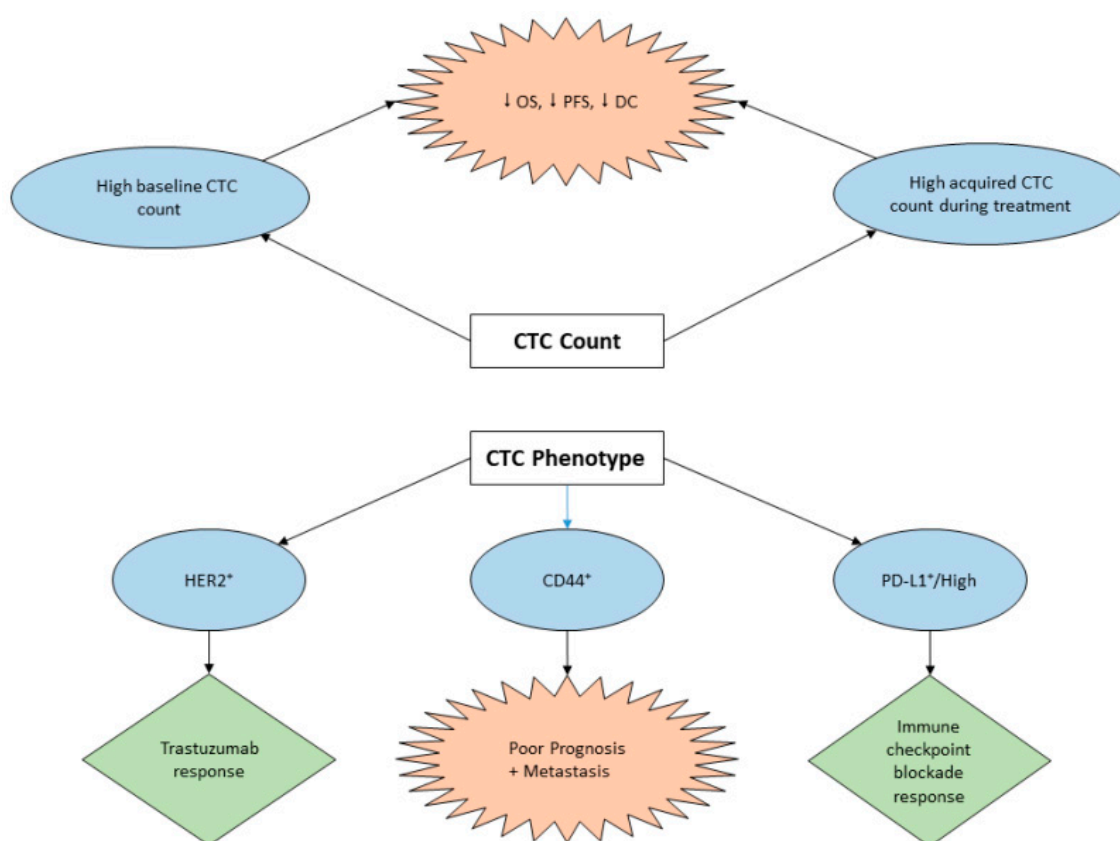 ↓ OS, ↓ PFS, ↓ DC
High baseline CTC
count
High acquired CTC
count during treatment
CTC Count
CTC Phenotype
HER2⁺
CD44⁺
PD-L1⁺/High
Trastuzumab
response
Poor Prognosis
+ Metastasis
Immune
checkpoint
blockade
response